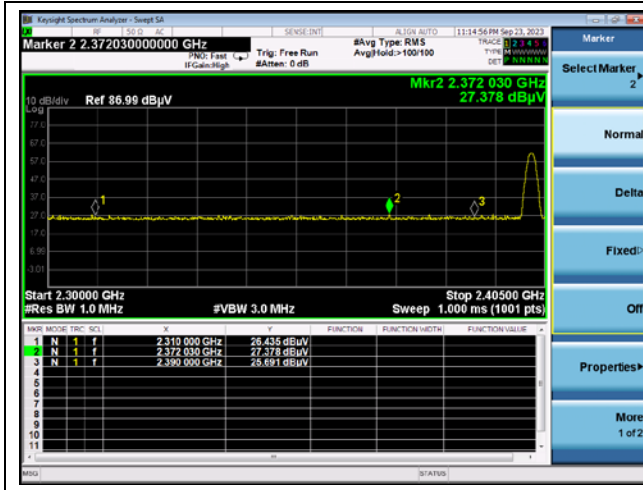 Keysight Spectrum Analyzer - Swept SA
RF 50 Ω AC SENSE:INT ALIGN AUTO 11:14:56 PM Sep 23, 2023
Marker 2 2.372030000000 GHz
PNO: Fast
IFGain:High
Trig: Free Run
#Atten: 0 dB
#Avg Type: RMS
Avg|Hold:>100/100
TRACE 1 2 3 4 5 6
TYPE M W W W W W
DET P N N N N N
Mkr2 2.372 030 GHz
27.378 dBµV
10 dB/div Ref 86.99 dBµV
Log
77.0
67.0
57.0
47.0
37.0
27.0
17.0
6.99
-3.01
1
2
3
Start 2.30000 GHz
#Res BW 1.0 MHz
#VBW 3.0 MHz
Stop 2.40500 GHz
Sweep 1.000 ms (1001 pts)
MKR MODE TRC SCL X Y FUNCTION FUNCTION WIDTH FUNCTION VALUE
1 N 1 f 2.310 000 GHz 26.435 dBµV
2 N 1 f 2.372 030 GHz 27.378 dBµV
3 N 1 f 2.390 000 GHz 25.691 dBµV
4
5
6
7
8
9
10
11
MSG STATUS
Marker
Select Marker
2
Normal
Delta
Fixed
Off
Properties
More
1 of 2